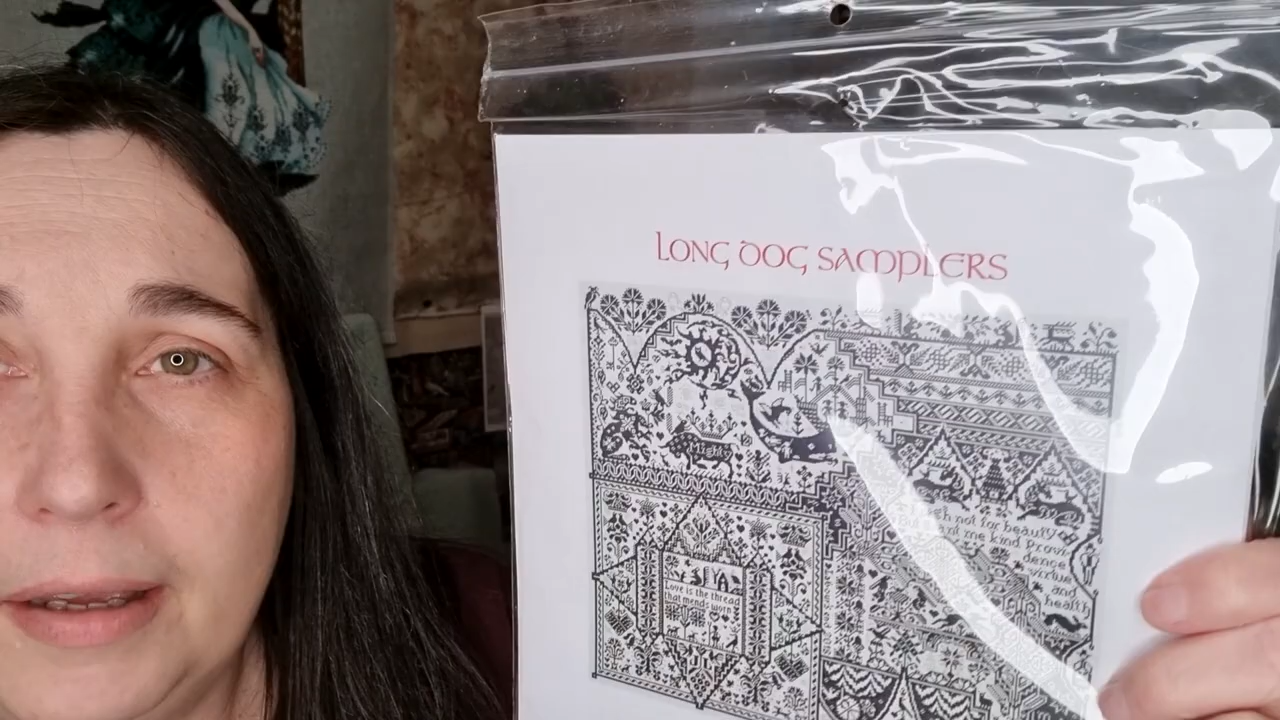 LONG DOG SAMPLERS
Mighty
not for beauty
me kind Provi
dence
virtue
and
health
Love is the thread
that mends worn